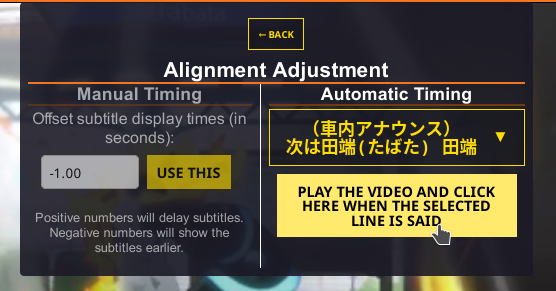 ← BACK
Alignment Adjustment
Manual Timing
Offset subtitle display times (in
seconds):
-1.00
USE THIS
Positive numbers will delay subtitles.
Negative numbers will show the
subtitles earlier.
Automatic Timing
（車内アナウンス）
次は田端(たばた) 田端
▼
PLAY THE VIDEO AND CLICK
HERE WHEN THE SELECTED
LINE IS SAID